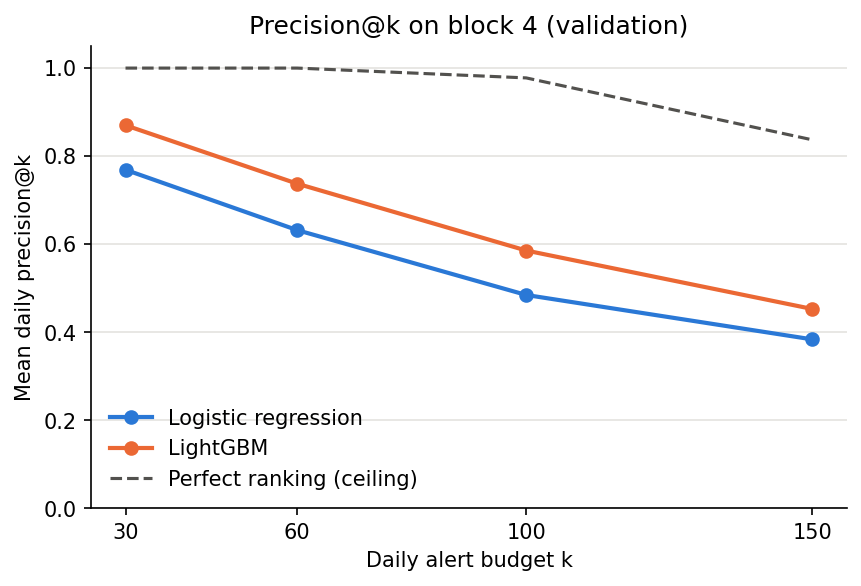 Precision@k on block 4 (validation)
Mean daily precision@k
1.0
0.8
0.6
0.4
0.2
0.0
Logistic regression
LightGBM
Perfect ranking (ceiling)
30 60 100 150
Daily alert budget k